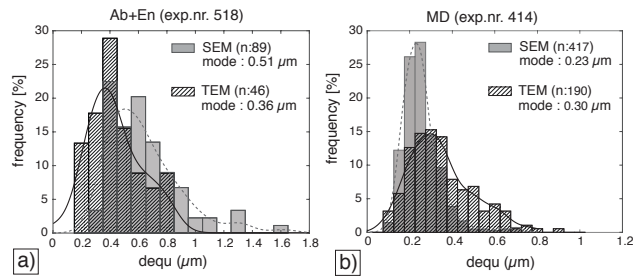 Ab+En (exp.nr. 518)
30
25
20
15
10
5
0
frequency [%]
SEM (n:89)
mode : 0.51 µm
TEM (n:46)
mode : 0.36 µm
0 0.2 0.4 0.6 0.8 1.0 1.2 1.4 1.6 1.8
dequ (µm)
a)
MD (exp.nr. 414)
30
25
20
15
10
5
0
frequency [%]
SEM (n:417)
mode : 0.23 µm
TEM (n:190)
mode : 0.30 µm
0 0.2 0.4 0.6 0.8 1 1.2
dequ (µm)
b)